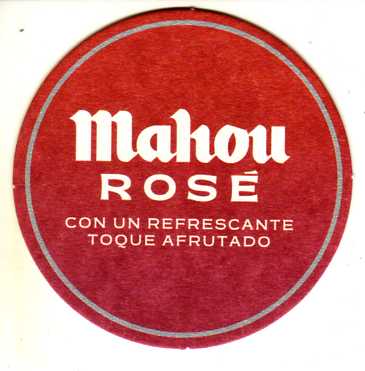 Mahou
ROSÉ
CON UN REFRESCANTE
TOQUE AFRUTADO